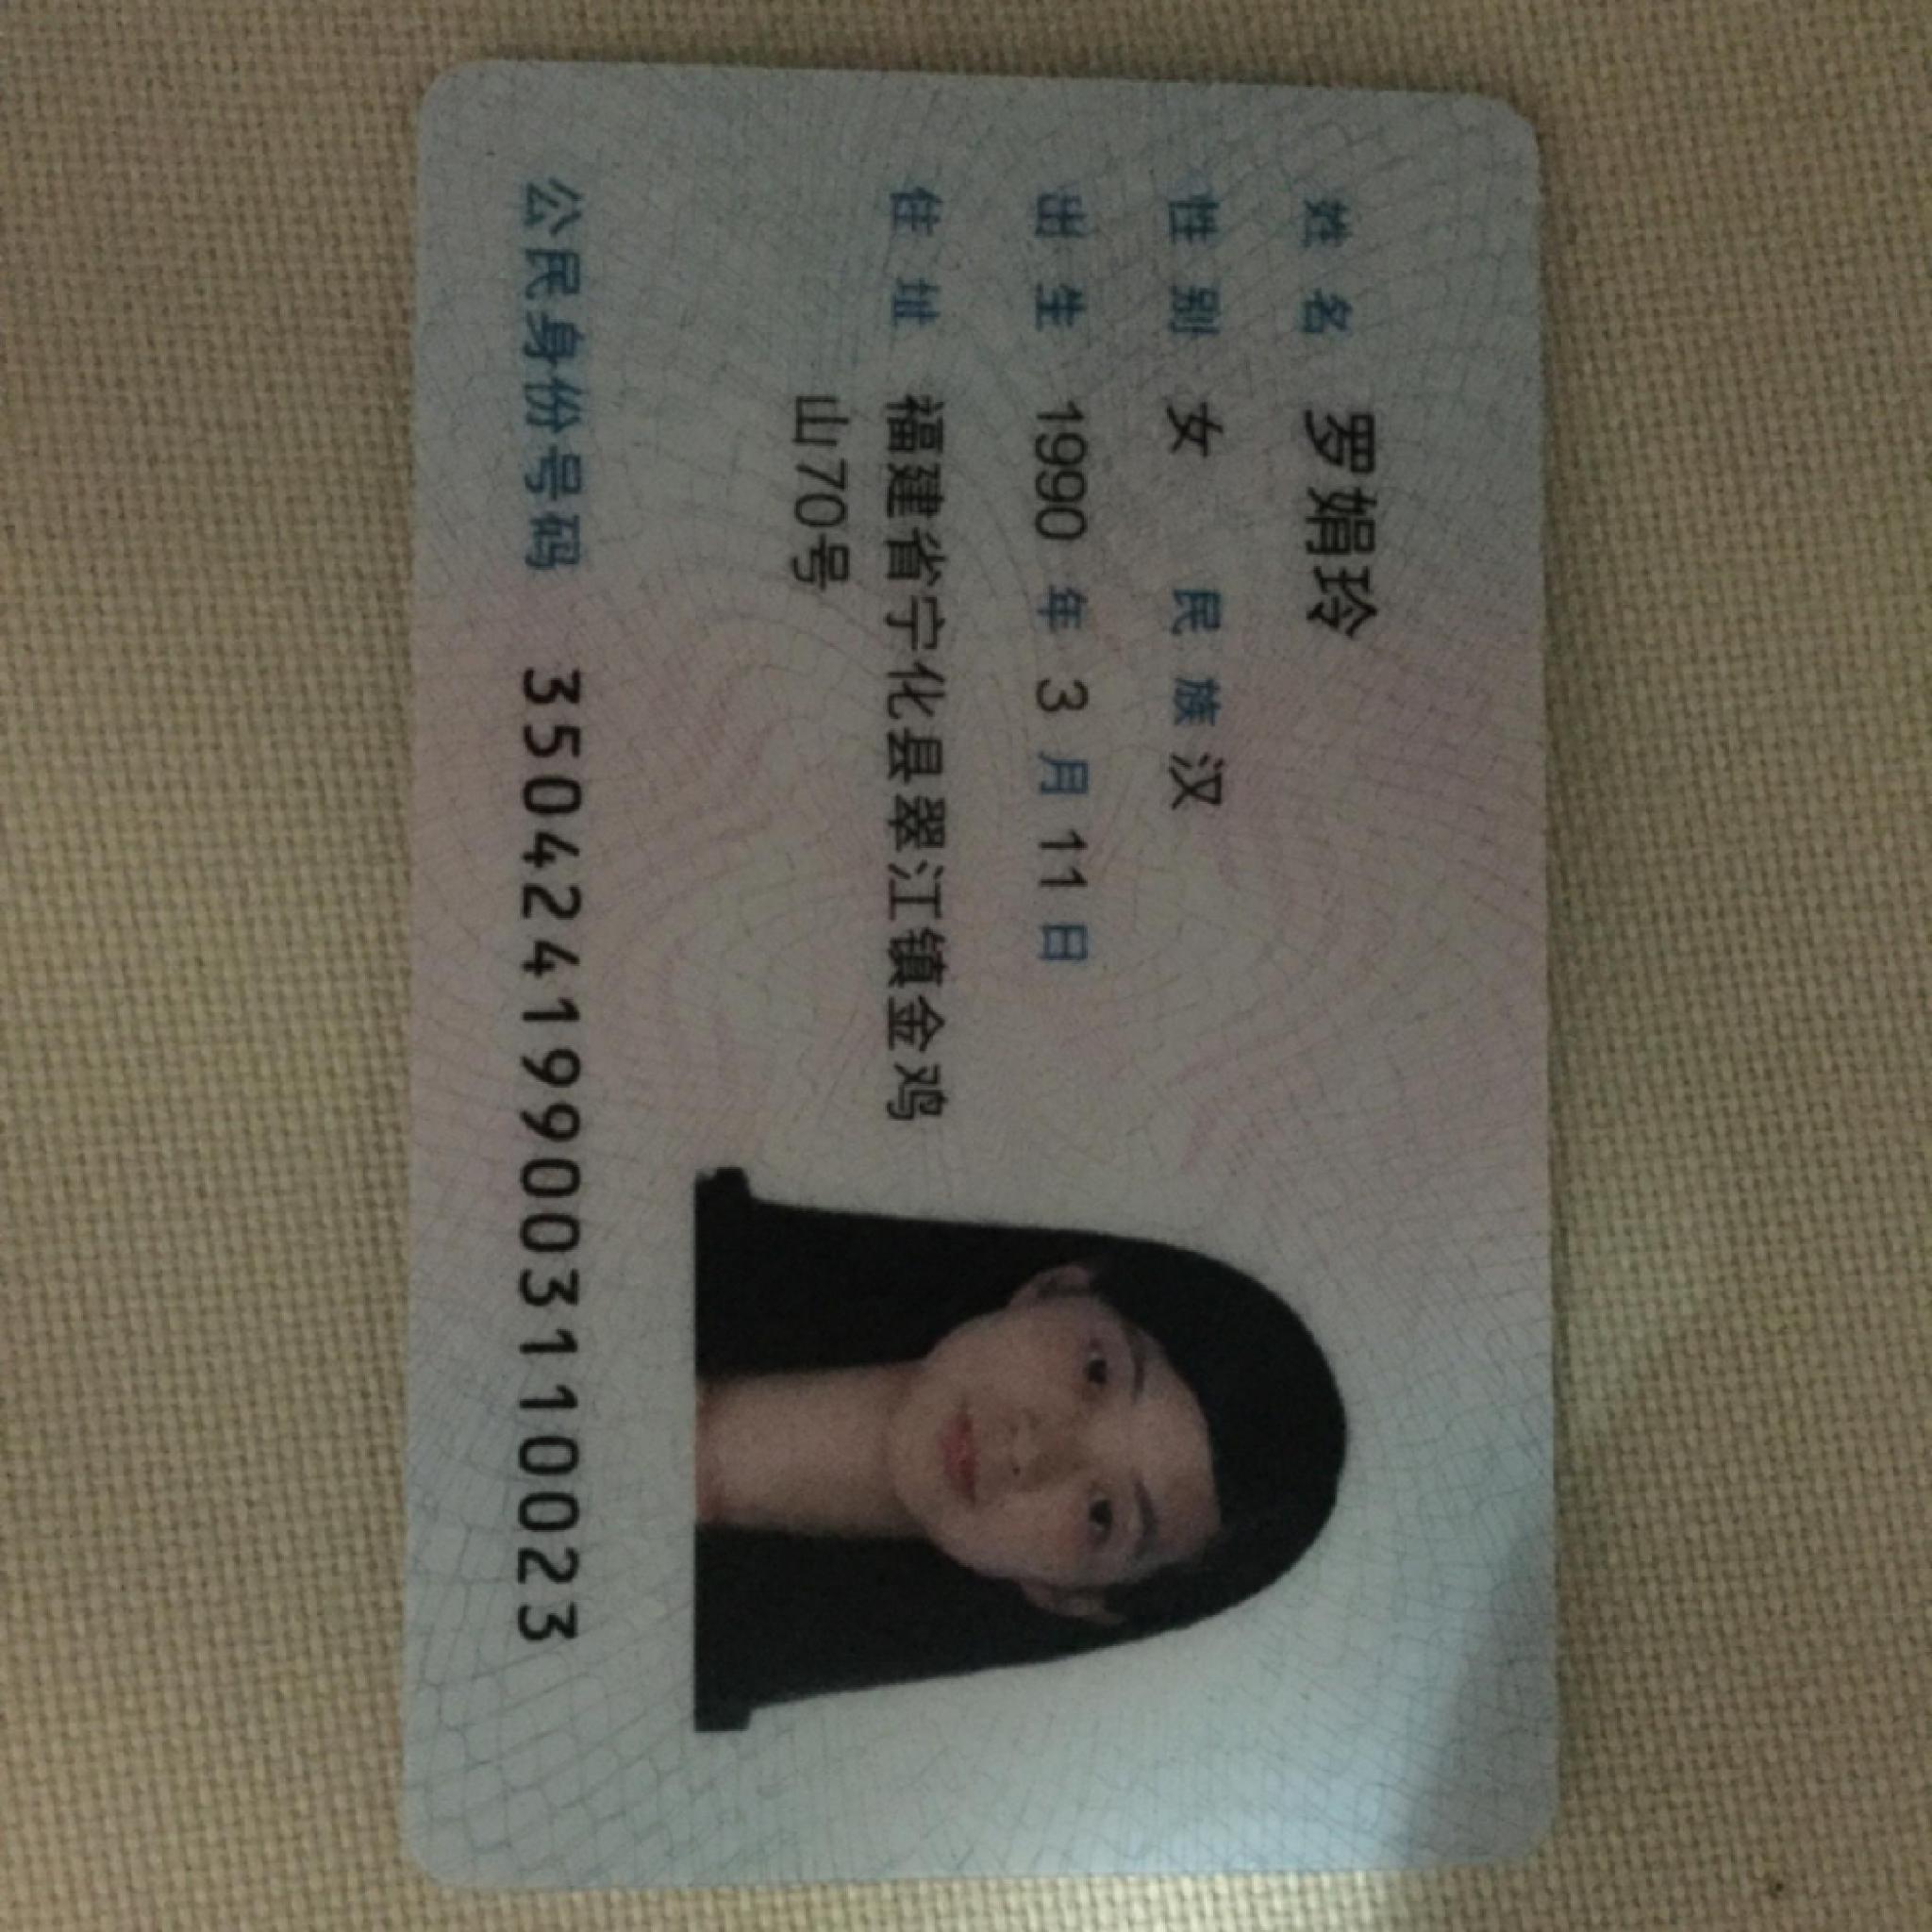 姓名 罗娟玲
性别 女 民族 汉
出生 1990 年 3 月 11 日
住址 福建省宁化县翠江镇金鸡
山70号
公民身份号码 350424199003110023